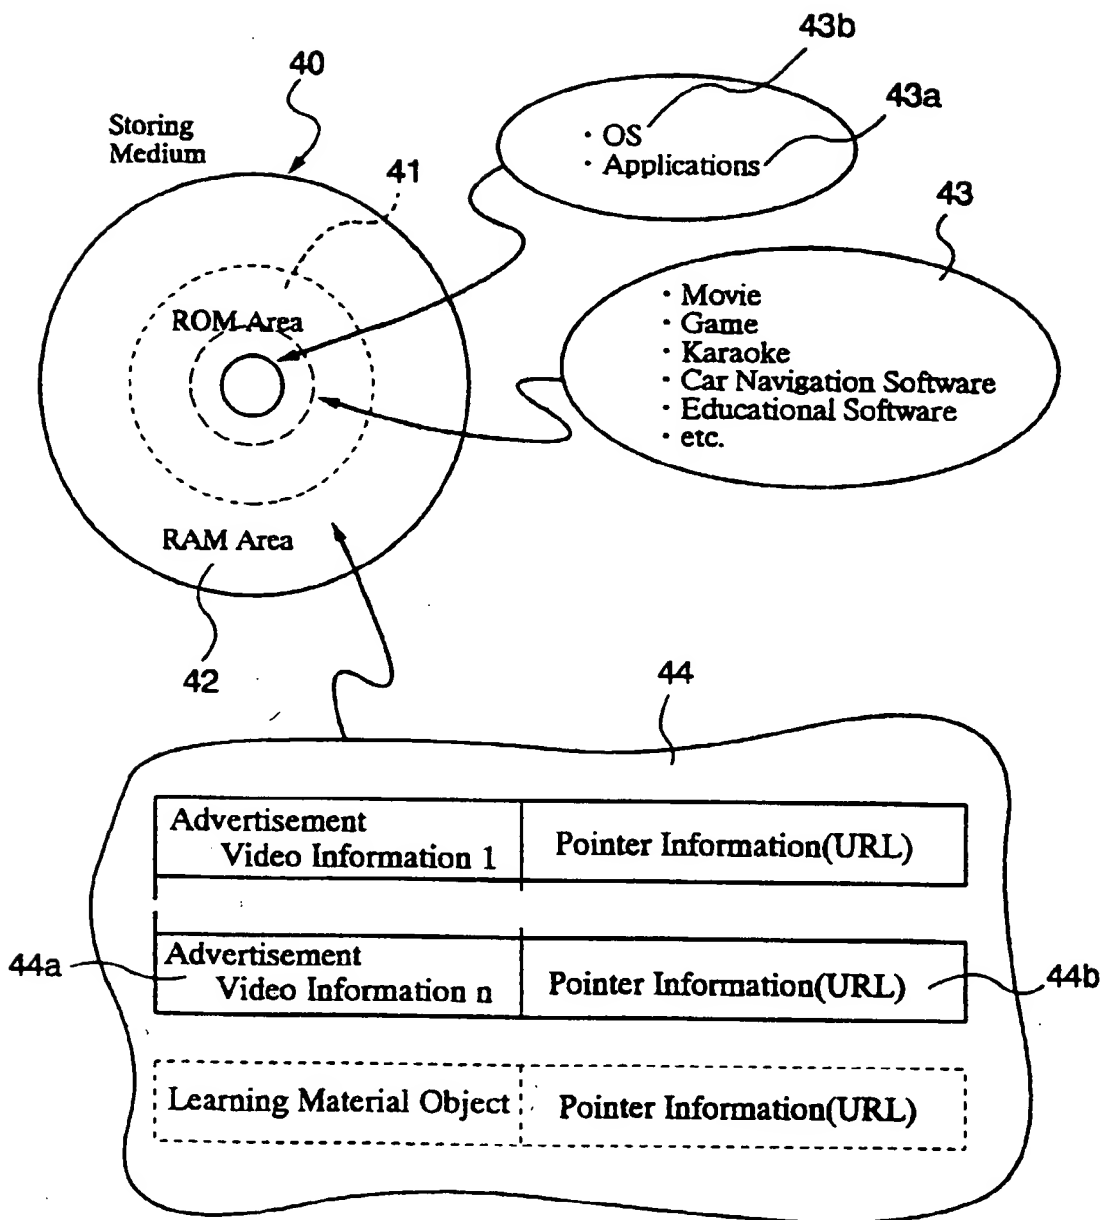 43b
40
· OS
43a
Storing
Medium
· Applications
41
43
· Movie
ROM Area
· Game
· Karaoke
· Car Navigation Software
· Educational Software
· etc.
RAM Area
42
44
Advertisement
Video Information 1
Pointer Information(URL)
Advertisement
44a
Video Information n
Pointer Information(URL)
44b
Learning Material Object
Pointer Information(URL)